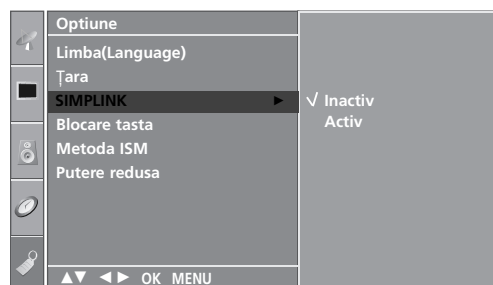 Optiune
Limba(Language)
Țara
SIMPLINK ►
Blocare tasta
Metoda ISM
Putere redusa
√ Inactiv
Activ
▲▼ ◄► OK MENU